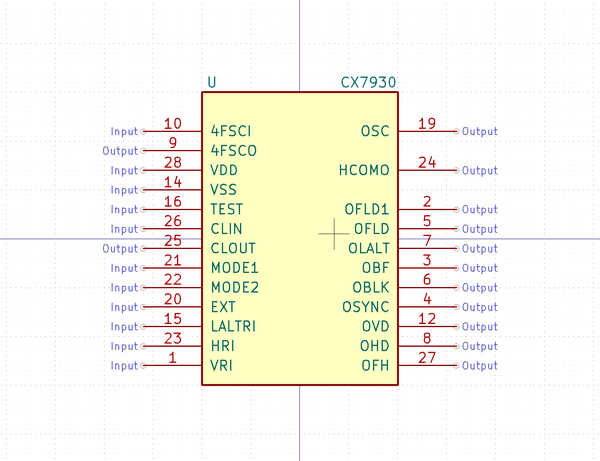 U CX7930
Input 10 4FSCI OSC 19 Output
Output 9 4FSCO
Input 28 VDD HCOMO 24 Output
Input 14 VSS
Input 16 TEST OFLD1 2 Output
Input 26 CLIN OFLD 5 Output
Output 25 CLOUT OLALT 7 Output
Input 21 MODE1 OBF 3 Output
Input 22 MODE2 OBLK 6 Output
Input 20 EXT OSYNC 4 Output
Input 15 LALTRI OVD 12 Output
Input 23 HRI OHD 8 Output
Input 1 VRI OFH 27 Output